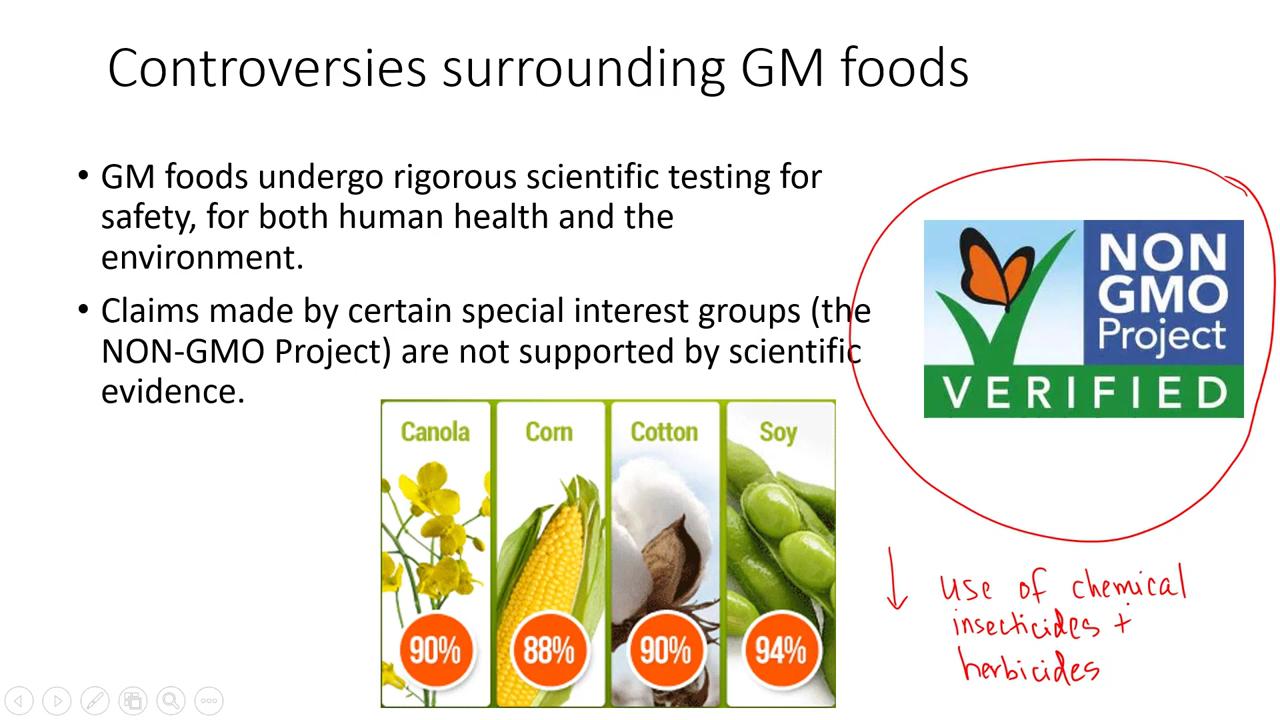 Controversies surrounding GM foods
• GM foods undergo rigorous scientific testing for
safety, for both human health and the
environment.
• Claims made by certain special interest groups (the
NON-GMO Project) are not supported by scientific
evidence.
NON
GMO
Project
VERIFIED
Canola Corn Cotton Soy
90% 88% 90% 94%
↓ use of chemical
insecticides +
herbicides